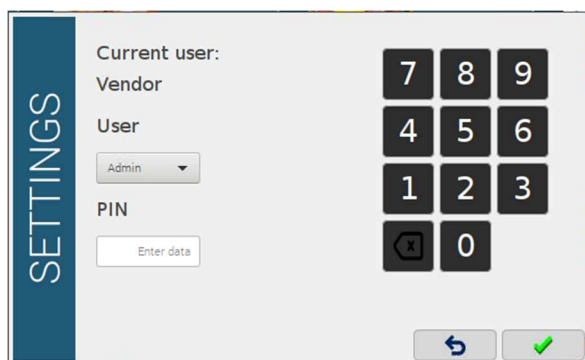 SETTINGS
Current user:
Vendor
User
Admin
PIN
Enter data
7 8 9
4 5 6
1 2 3
x 0